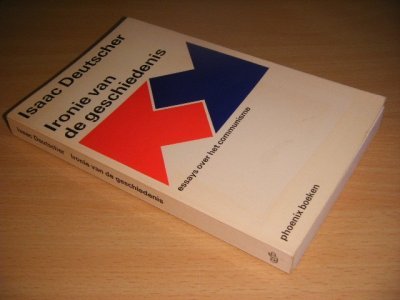 Isaac Deutscher
Ironie van
de geschiedenis
essays over het communisme
phoenix boeken
Isaac Deutscher Ironie van de geschiedenis